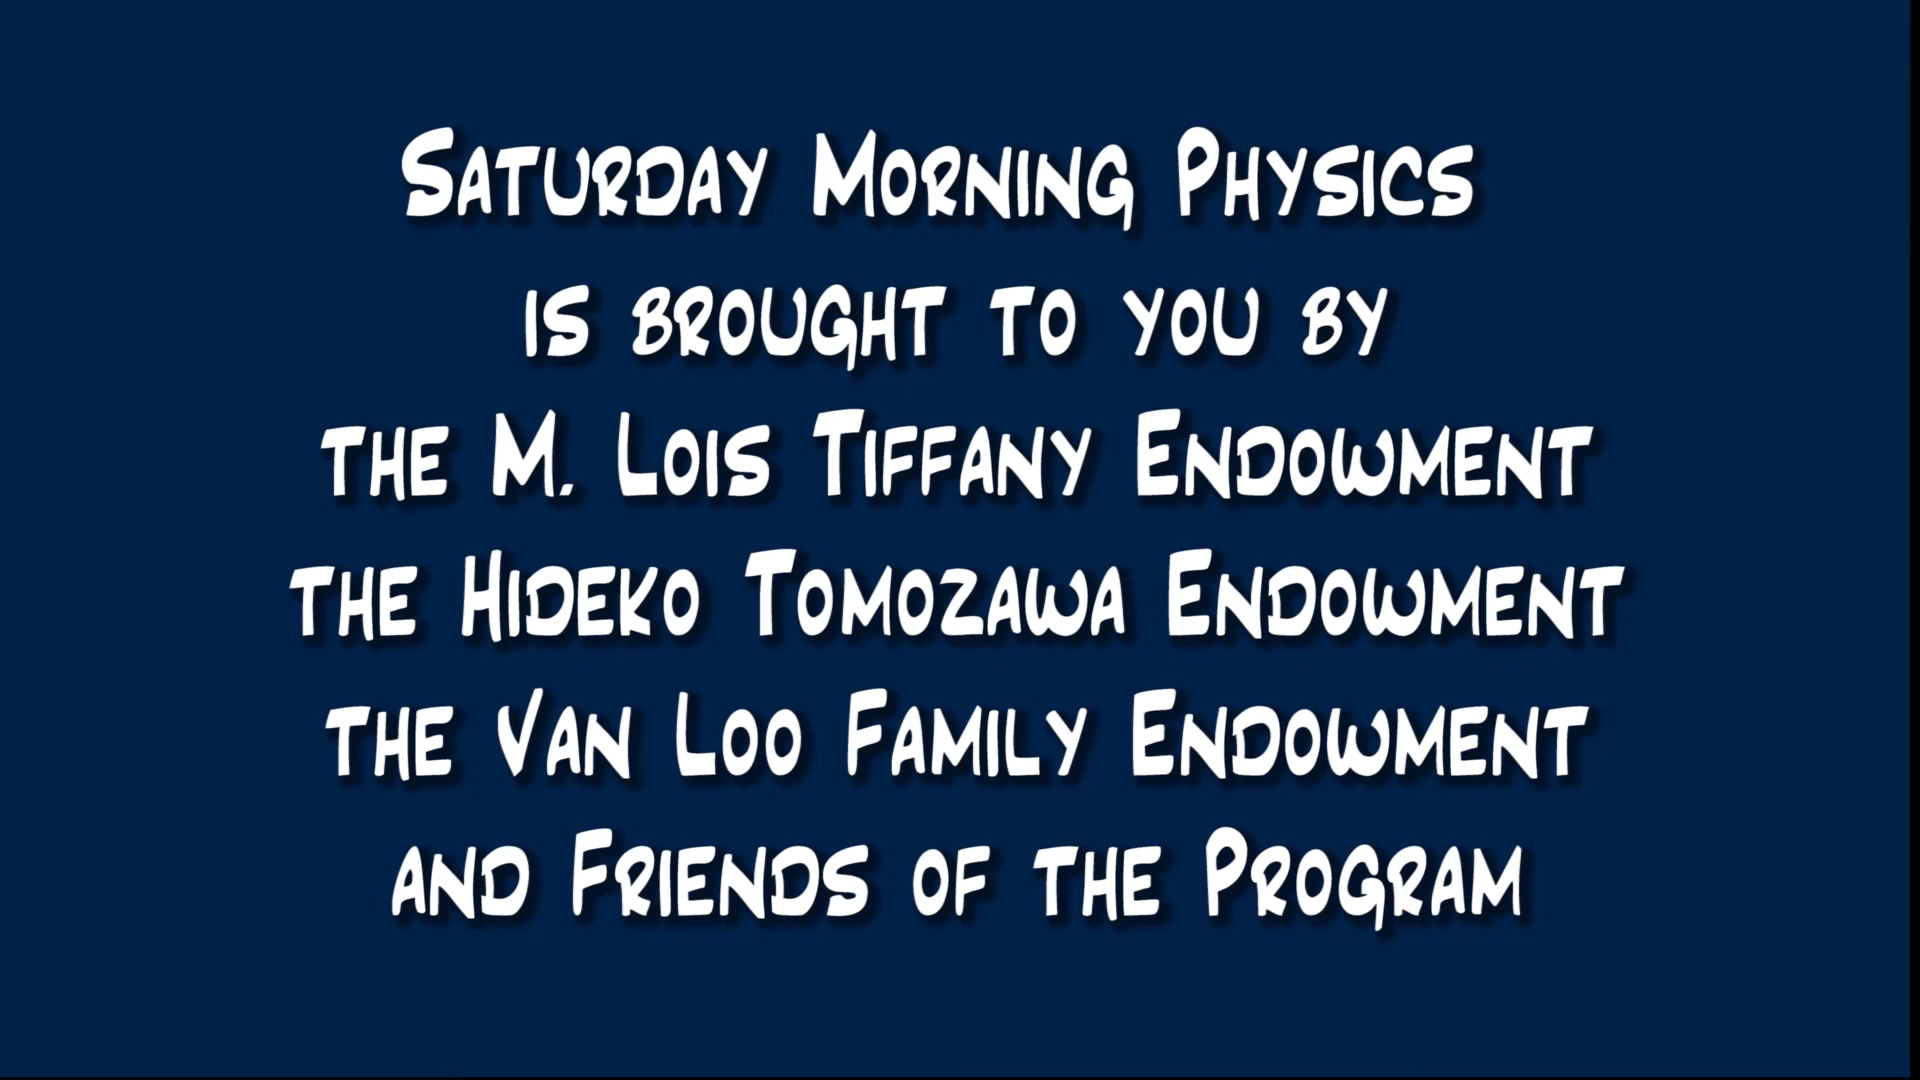 Saturday Morning Physics
is brought to you by
the M. Lois Tiffany Endowment
the Hideko Tomozawa Endowment
the Van Loo Family Endowment
and Friends of the Program